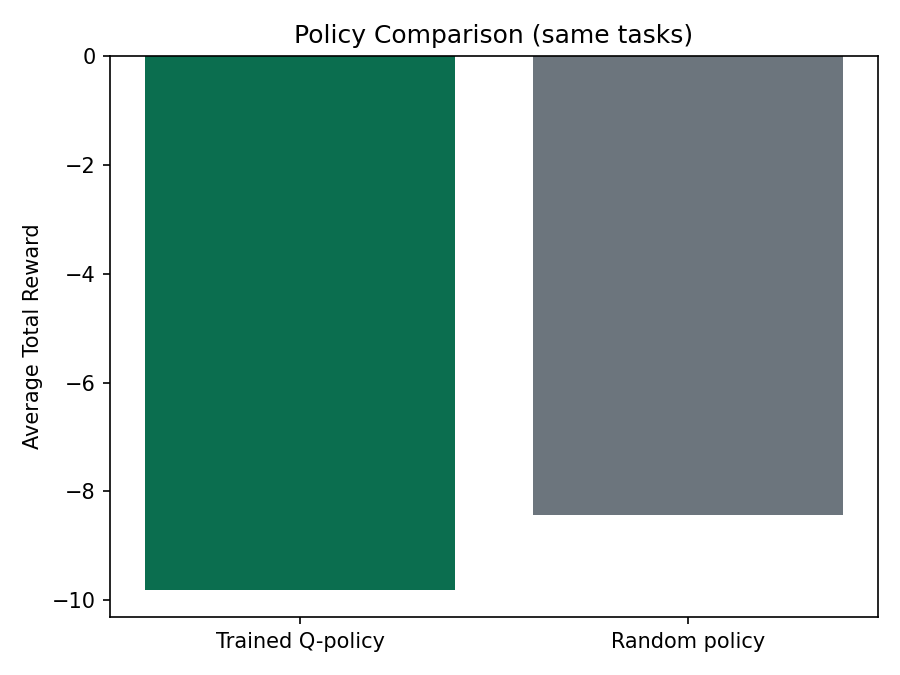 Policy Comparison (same tasks)
Average Total Reward
0
−2
−4
−6
−8
−10
Trained Q-policy
Random policy